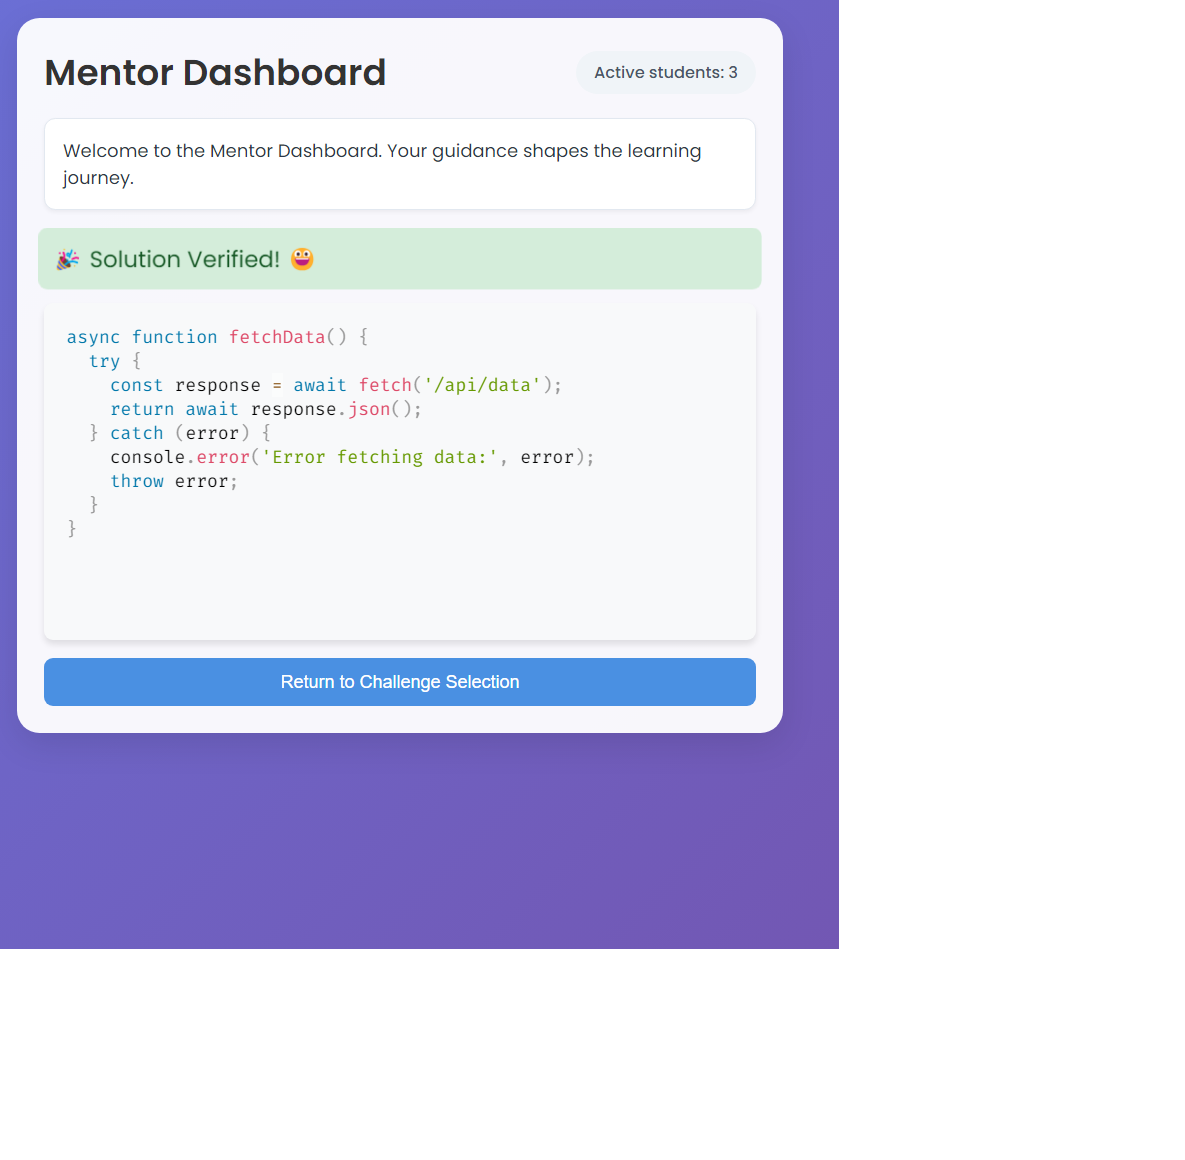 Mentor Dashboard
Active students: 3
Welcome to the Mentor Dashboard. Your guidance shapes the learning
journey.
🎉 Solution Verified! 😀
async function fetchData() {
  try {
    const response = await fetch('/api/data');
    return await response.json();
  } catch (error) {
    console.error('Error fetching data:', error);
    throw error;
  }
}
Return to Challenge Selection